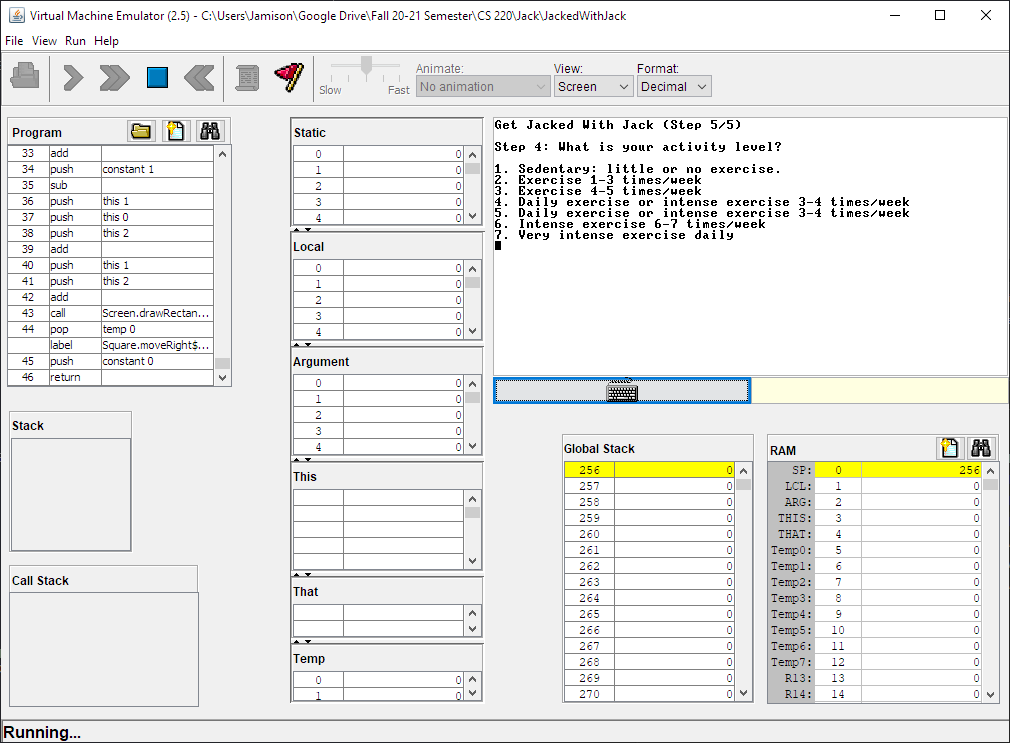 Virtual Machine Emulator (2.5) - C:\Users\Jamison\Google Drive\Fall 20-21 Semester\CS 220\Jack\JackedWithJack
File View Run Help
Slow Fast
Animate: No animation
View: Screen
Format: Decimal
Program
33 add
34 push constant 1
35 sub
36 push this 1
37 push this 0
38 push this 2
39 add
40 push this 1
41 push this 2
42 add
43 call Screen.drawRectan...
44 pop temp 0
label Square.moveRight$...
45 push constant 0
46 return
Stack
Call Stack
Static
0 0
1 0
2 0
3 0
4 0
Local
0 0
1 0
2 0
3 0
4 0
Argument
0 0
1 0
2 0
3 0
4 0
This
That
Temp
0 0
1 0
Get Jacked With Jack (Step 5/5)
Step 4: What is your activity level?
1. Sedentary: little or no exercise.
2. Exercise 1-3 times/week
3. Exercise 4-5 times/week
4. Daily exercise or intense exercise 3-4 times/week
5. Daily exercise or intense exercise 3-4 times/week
6. Intense exercise 6-7 times/week
7. Very intense exercise daily
Global Stack
256 0
257 0
258 0
259 0
260 0
261 0
262 0
263 0
264 0
265 0
266 0
267 0
268 0
269 0
270 0
RAM
SP: 0 256
LCL: 1 0
ARG: 2 0
THIS: 3 0
THAT: 4 0
Temp0: 5 0
Temp1: 6 0
Temp2: 7 0
Temp3: 8 0
Temp4: 9 0
Temp5: 10 0
Temp6: 11 0
Temp7: 12 0
R13: 13 0
R14: 14 0
Running...